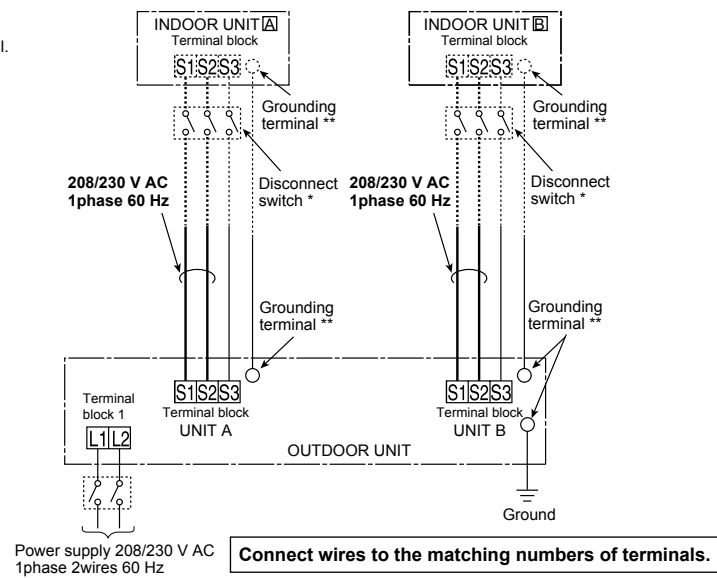 l.
INDOOR UNIT A
Terminal block
S1 S2 S3
Grounding
terminal **
208/230 V AC
1phase 60 Hz
Disconnect
switch *
Grounding
terminal **
INDOOR UNIT B
Terminal block
S1 S2 S3
Grounding
terminal **
208/230 V AC
1phase 60 Hz
Disconnect
switch *
Grounding
terminal **
Terminal
block 1
L1 L2
S1 S2 S3
Terminal block
UNIT A
S1 S2 S3
Terminal block
UNIT B
OUTDOOR UNIT
Ground
Power supply 208/230 V AC
1phase 2wires 60 Hz
Connect wires to the matching numbers of terminals.